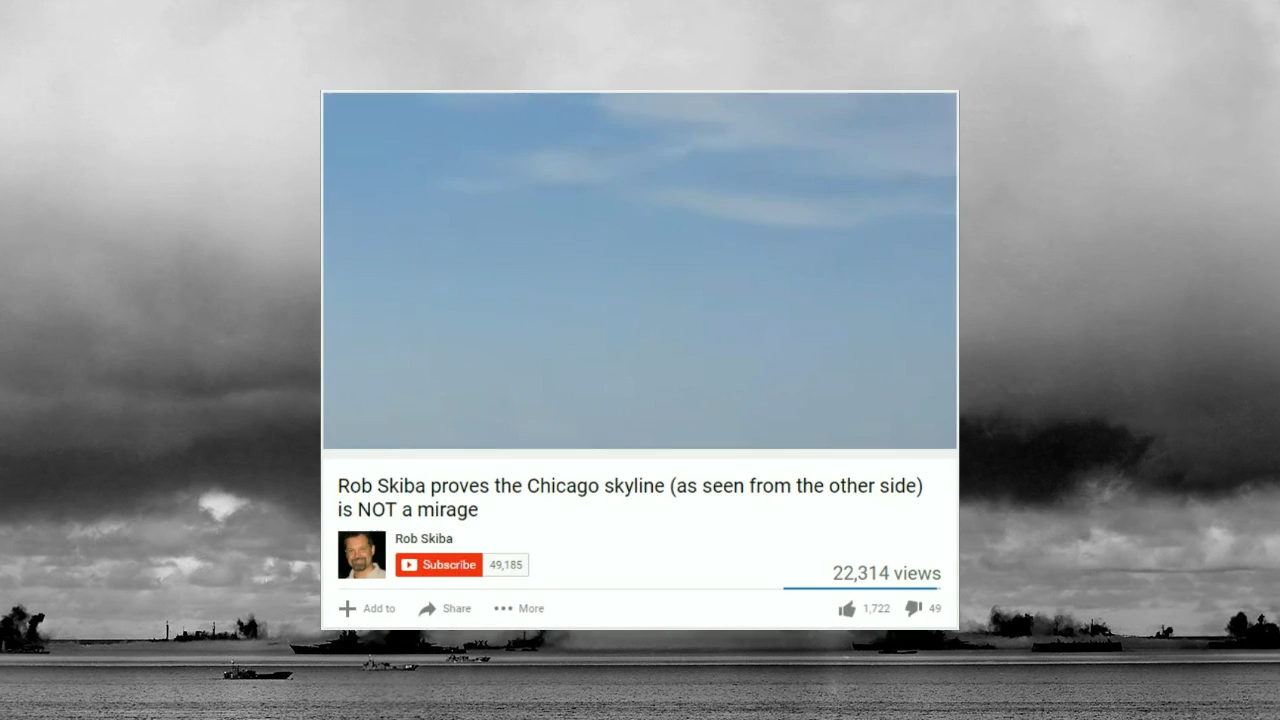 Rob Skiba proves the Chicago skyline (as seen from the other side)
is NOT a mirage
Rob Skiba
Subscribe 49,185
22,314 views
Add to Share More 1,722 49